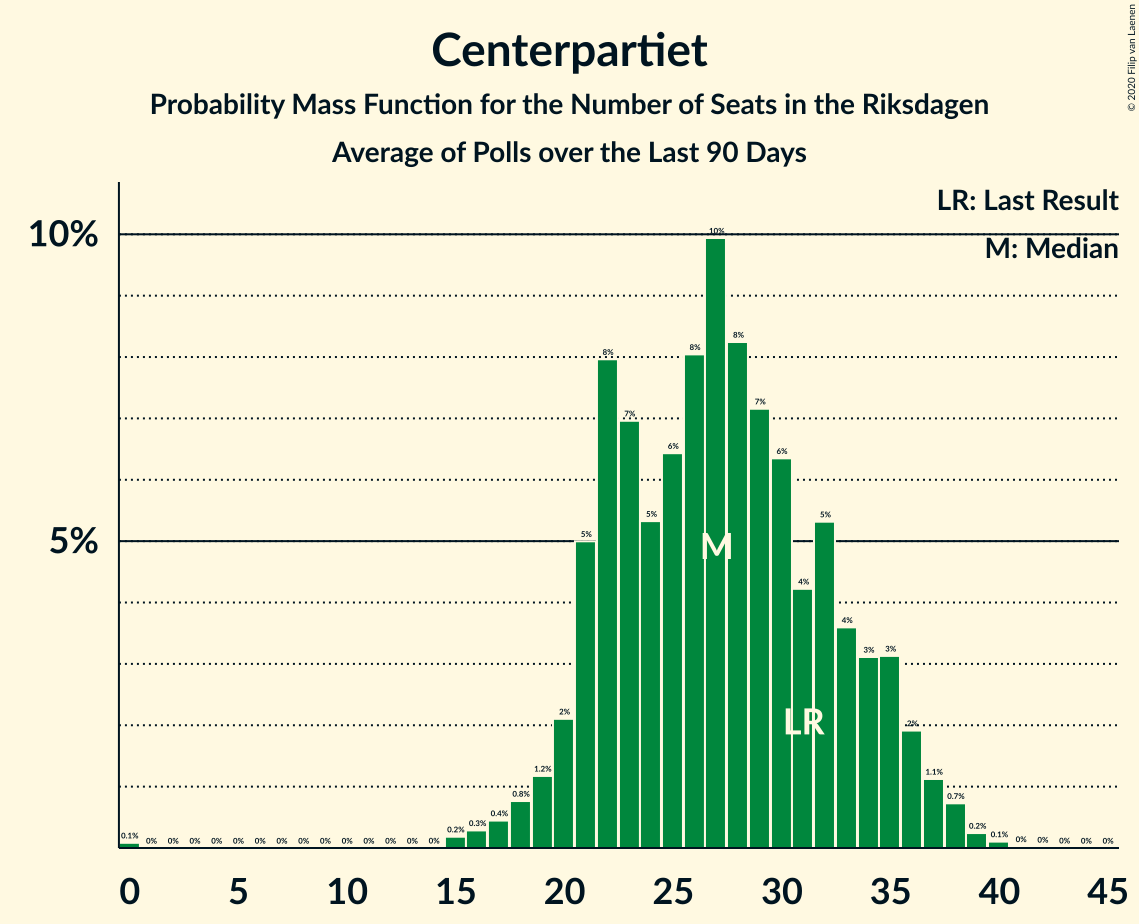 © 2020 Filip van Laenen
Centerpartiet
Probability Mass Function for the Number of Seats in the Riksdagen
Average of Polls over the Last 90 Days
LR: Last Result
M: Median
10%
5%
0.1% 0% 0% 0% 0% 0% 0% 0% 0% 0% 0% 0% 0% 0% 0% 0.2% 0.3% 0.4% 0.8% 1.2% 2% 5% 8% 7% 5% 6% 8% 10% 8% 7% 6% 4% 5% 4% 3% 3% 2% 1.1% 0.7% 0.2% 0.1% 0% 0% 0% 0% 0%
M
LR
0 5 10 15 20 25 30 35 40 45